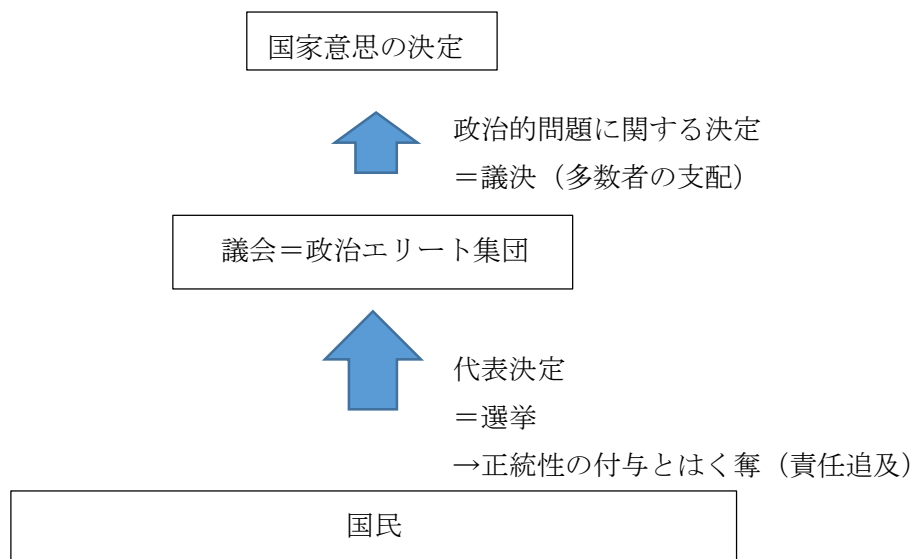 国家意思の決定
政治的問題に関する決定
＝議決（多数者の支配）
議会＝政治エリート集団
代表決定
＝選挙
→正統性の付与とはく奪（責任追及）
国民